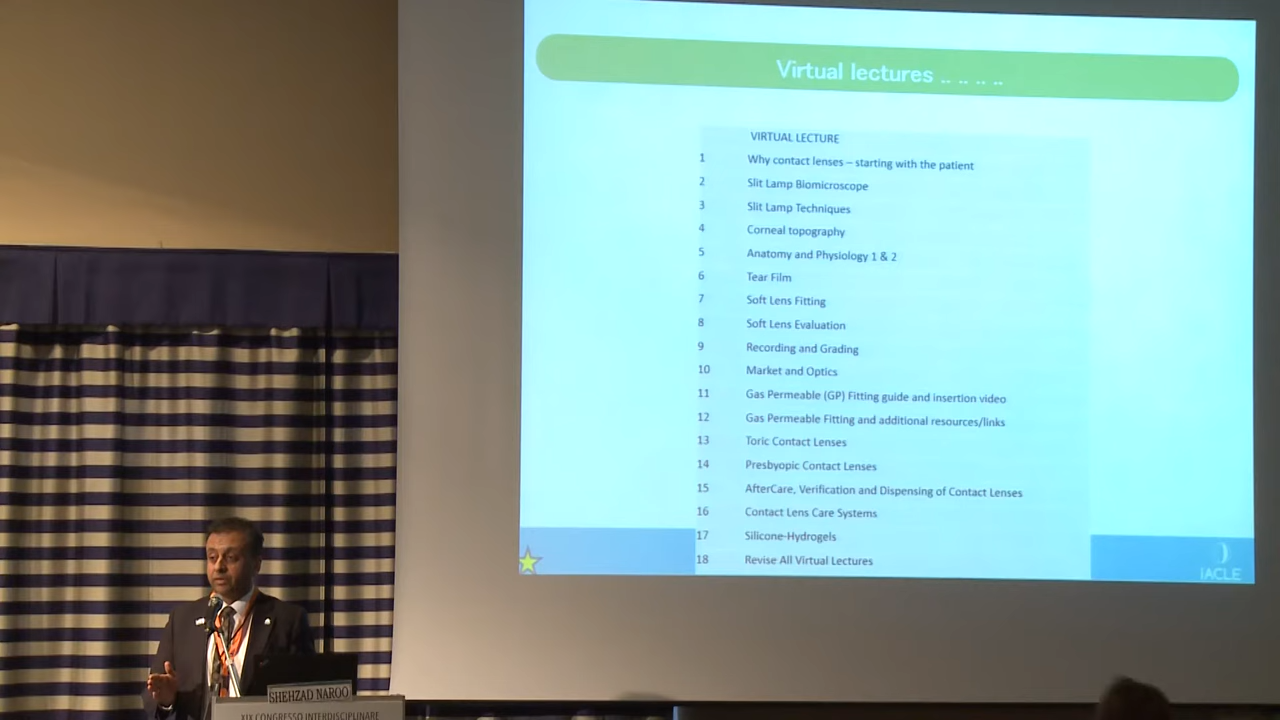 Virtual lectures .. .. .. ..
VIRTUAL LECTURE
1 Why contact lenses – starting with the patient
2 Slit Lamp Biomicroscope
3 Slit Lamp Techniques
4 Corneal topography
5 Anatomy and Physiology 1 & 2
6 Tear Film
7 Soft Lens Fitting
8 Soft Lens Evaluation
9 Recording and Grading
10 Market and Optics
11 Gas Permeable (GP) Fitting guide and insertion video
12 Gas Permeable Fitting and additional resources/links
13 Toric Contact Lenses
14 Presbyopic Contact Lenses
15 AfterCare, Verification and Dispensing of Contact Lenses
16 Contact Lens Care Systems
17 Silicone-Hydrogels
18 Revise All Virtual Lectures
IACLE
SHEHZAD NAROO
XIX CONGRESSO INTERDISCIPLINARE